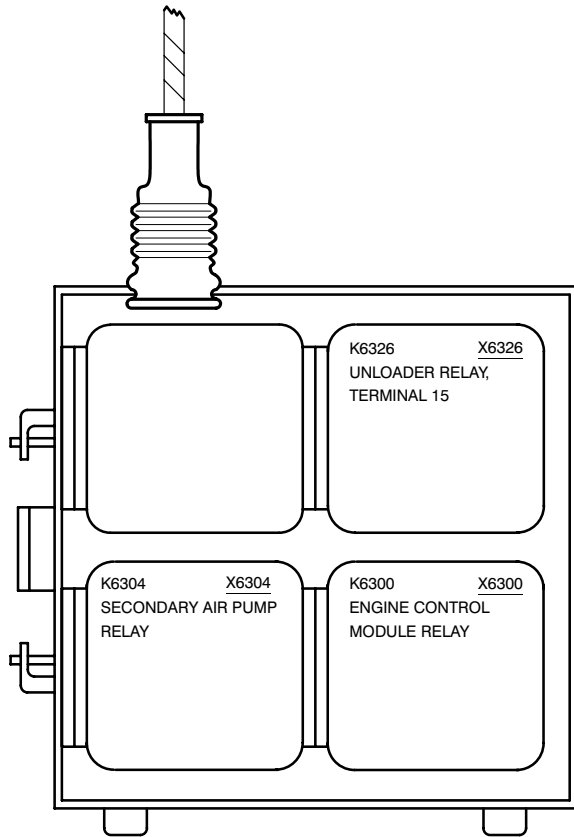 K6326 X6326
UNLOADER RELAY,
TERMINAL 15
K6304 X6304
SECONDARY AIR PUMP
RELAY
K6300 X6300
ENGINE CONTROL
MODULE RELAY